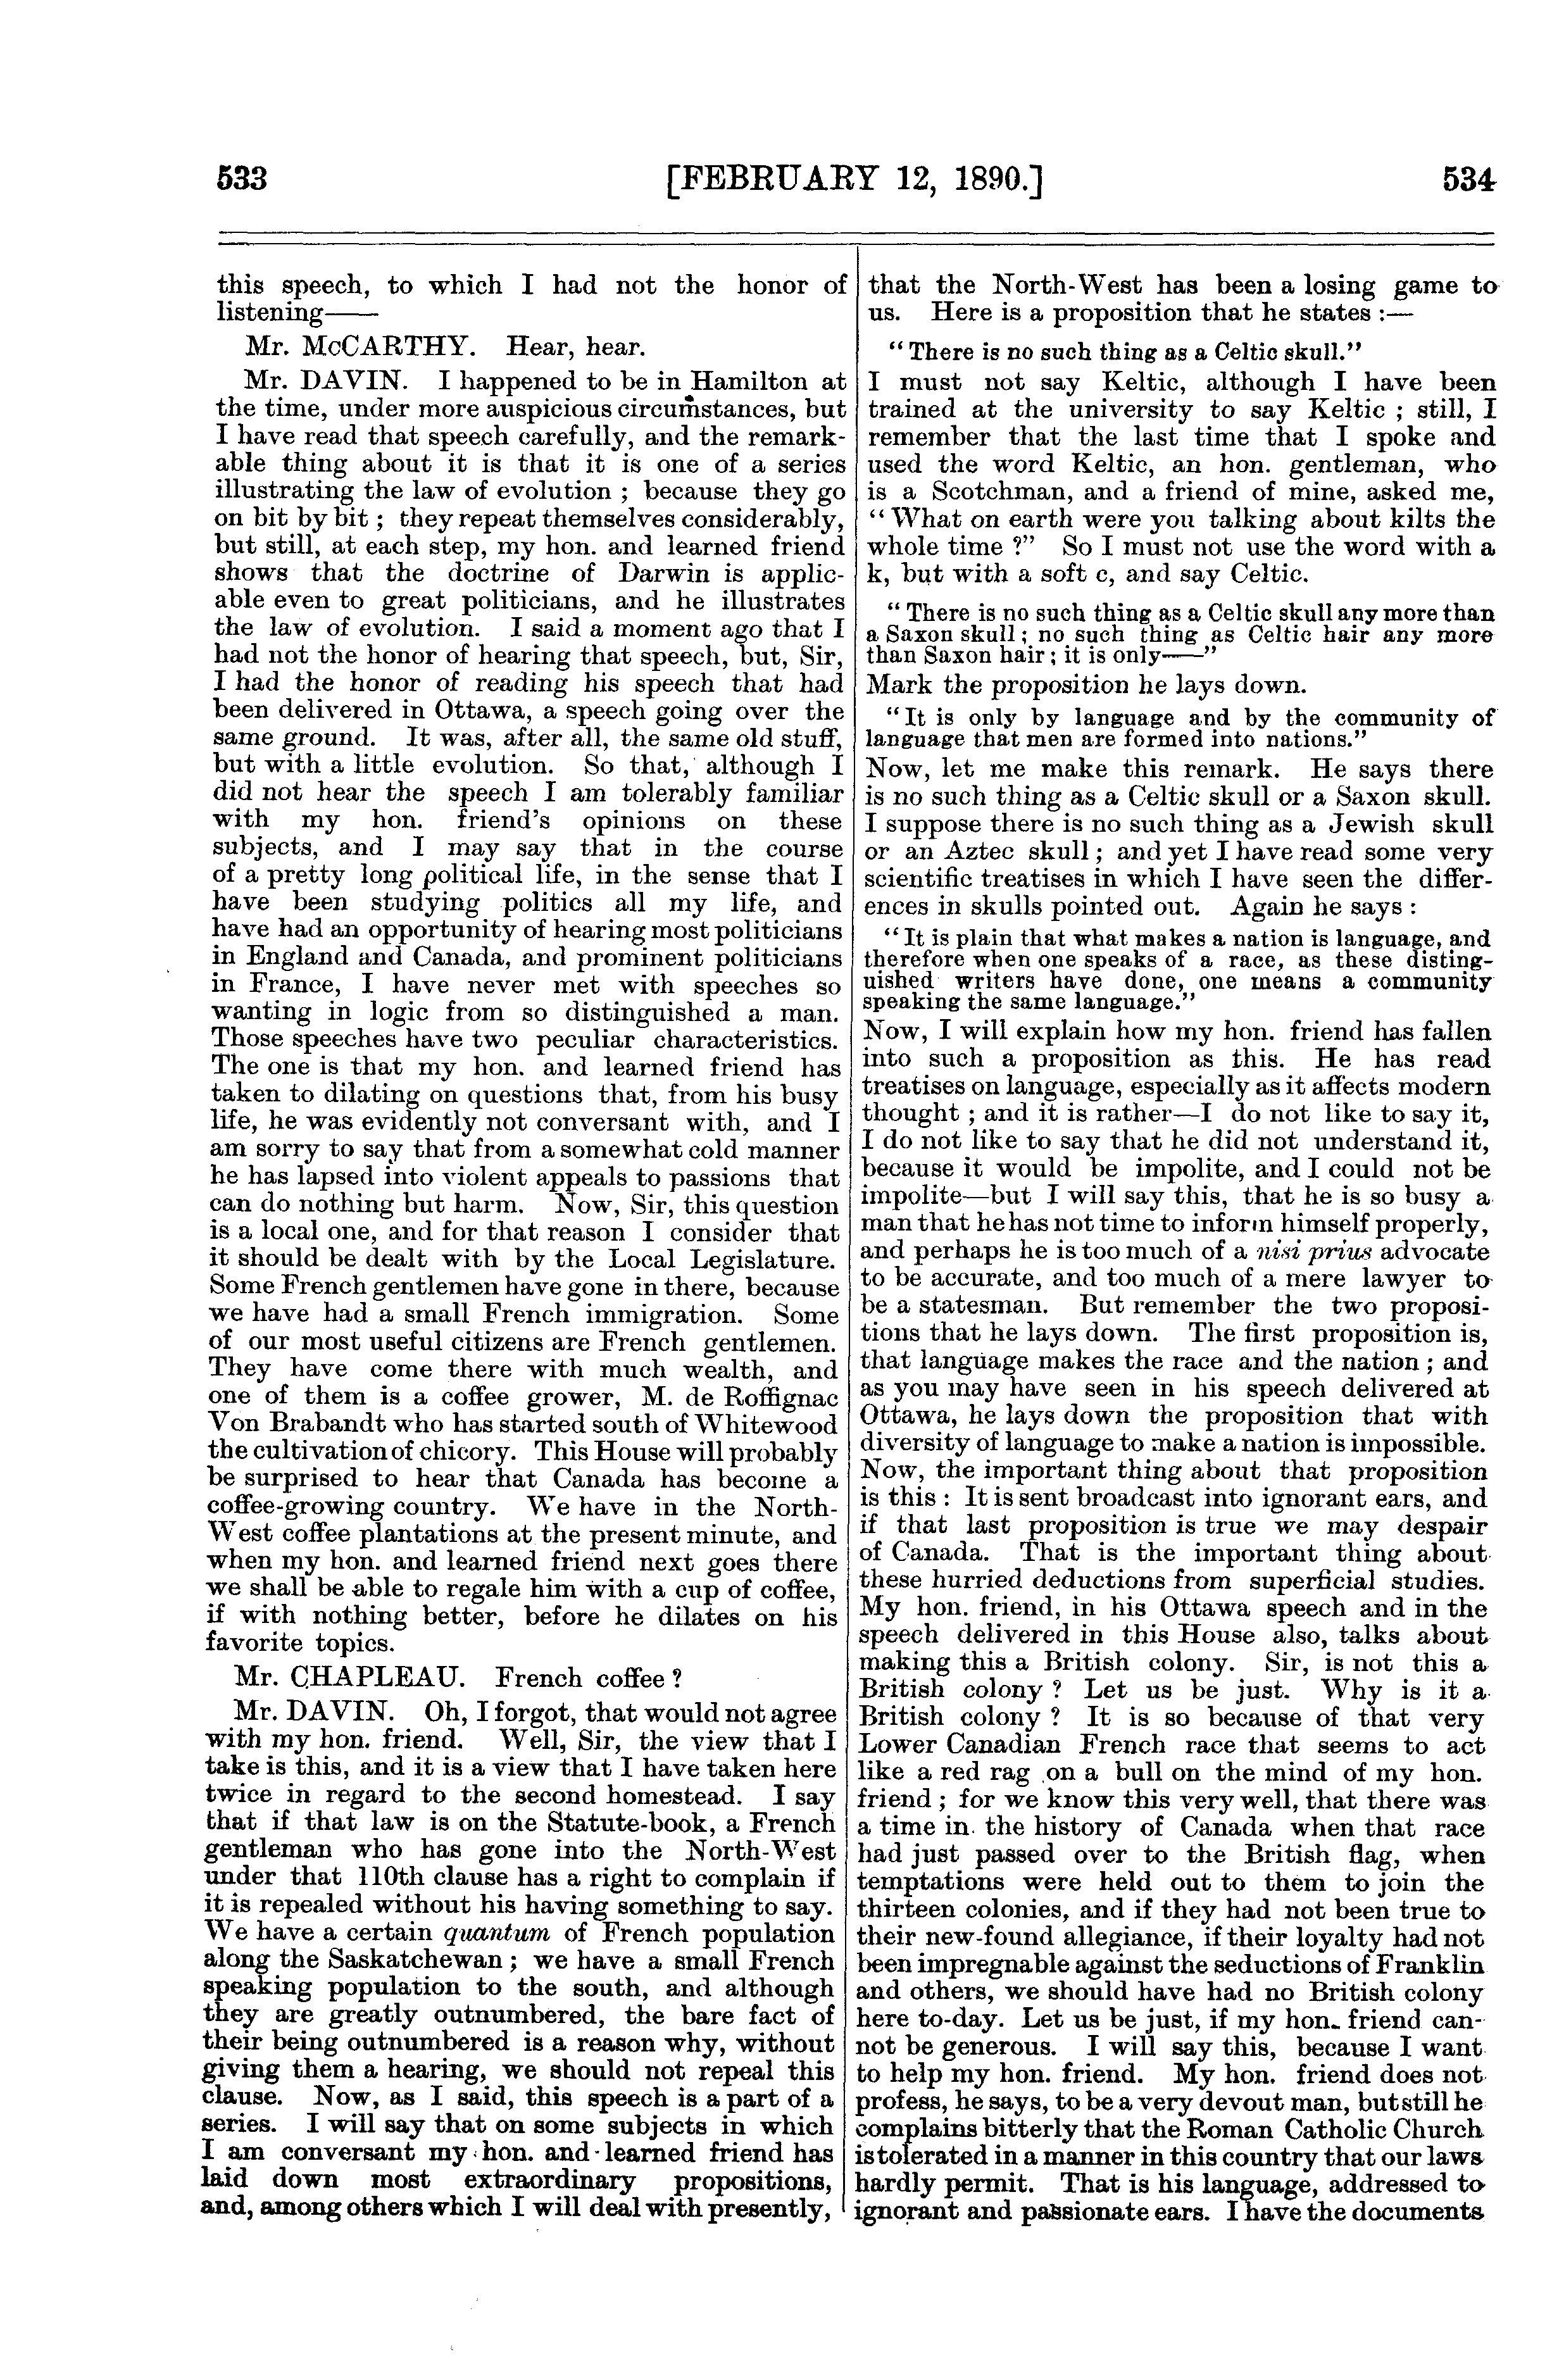 533
[FEBRUARY 12, 1890.]
534
this speech, to which I had not the honor of
listening——
Mr. McCARTHY. Hear, hear.
Mr. DAVIN. I happened to be in Hamilton at
the time, under more auspicious circumstances, but
I have read that speech carefully, and the remark-
able thing about it is that it is one of a series
illustrating the law of evolution ; because they go
on bit by bit ; they repeat themselves considerably,
but still, at each step, my hon. and learned friend
shows that the doctrine of Darwin is applic-
able even to great politicians, and he illustrates
the law of evolution. I said a moment ago that I
had not the honor of hearing that speech, but, Sir,
I had the honor of reading his speech that had
been delivered in Ottawa, a speech going over the
same ground. It was, after all, the same old stuff,
but with a little evolution. So that, although I
did not hear the speech I am tolerably familiar
with my hon. friend's opinions on these
subjects, and I may say that in the course
of a pretty long political life, in the sense that I
have been studying politics all my life, and
have had an opportunity of hearing most politicians
in England and Canada, and prominent politicians
in France, I have never met with speeches so
wanting in logic from so distinguished a man.
Those speeches have two peculiar characteristics.
The one is that my hon. and learned friend has
taken to dilating on questions that, from his busy
life, he was evidently not conversant with, and I
am sorry to say that from a somewhat cold manner
he has lapsed into violent appeals to passions that
can do nothing but harm. Now, Sir, this question
is a local one, and for that reason I consider that
it should be dealt with by the Local Legislature.
Some French gentlemen have gone in there, because
we have had a small French immigration. Some
of our most useful citizens are French gentlemen.
They have come there with much wealth, and
one of them is a coffee grower, M. de Roffignac
Von Brabandt who has started south of Whitewood
the cultivation of chicory. This House will probably
be surprised to hear that Canada has become a
coffee-growing country. We have in the North-
West coffee plantations at the present minute, and
when my hon. and learned friend next goes there
we shall be able to regale him with a cup of coffee,
if with nothing better, before he dilates on his
favorite topics.
Mr. CHAPLEAU. French coffee ?
Mr. DAVIN. Oh, I forgot, that would not agree
with my hon. friend. Well, Sir, the view that I
take is this, and it is a view that I have taken here
twice in regard to the second homestead. I say
that if that law is on the Statute-book, a French
gentleman who has gone into the North-West
under that 110th clause has a right to complain if
it is repealed without his having something to say.
We have a certain quantum of French population
along the Saskatchewan ; we have a small French
speaking population to the south, and although
they are greatly outnumbered, the bare fact of
their being outnumbered is a reason why, without
giving them a hearing, we should not repeal this
clause. Now, as I said, this speech is a part of a
series. I will say that on some subjects in which
I am conversant my hon. and learned friend has
laid down most extraordinary propositions,
and, among others which I will deal with presently,
that the North-West has been a losing game to
us. Here is a proposition that he states :—
"There is no such thing as a Celtic skull."
I must not say Keltic, although I have been
trained at the university to say Keltic ; still, I
remember that the last time that I spoke and
used the word Keltic, an hon. gentleman, who
is a Scotchman, and a friend of mine, asked me,
"What on earth were you talking about kilts the
whole time ?" So I must not use the word with a
k, but with a soft c, and say Celtic.
"There is no such thing as a Celtic skull any more than
a Saxon skull ; no such thing as Celtic hair any more
than Saxon hair ; it is only——"
Mark the proposition he lays down.
"It is only by language and by the community of
language that men are formed into nations."
Now, let me make this remark. He says there
is no such thing as a Celtic skull or a Saxon skull.
I suppose there is no such thing as a Jewish skull
or an Aztec skull ; and yet I have read some very
scientific treatises in which I have seen the differ-
ences in skulls pointed out. Again he says :
"It is plain that what makes a nation is language, and
therefore when one speaks of a race, as these disting-
uished writers have done, one means a community
speaking the same language."
Now, I will explain how my hon. friend has fallen
into such a proposition as this. He has read
treatises on language, especially as it affects modern
thought ; and it is rather—I do not like to say it,
I do not like to say that he did not understand it,
because it would be impolite, and I could not be
impolite—but I will say this, that he is so busy a
man that he has not time to inform himself properly,
and perhaps he is too much of a nisi prius advocate
to be accurate, and too much of a mere lawyer to
be a statesman. But remember the two proposi-
tions that he lays down. The first proposition is,
that language makes the race and the nation ; and
as you may have seen in his speech delivered at
Ottawa, he lays down the proposition that with
diversity of language to make a nation is impossible.
Now, the important thing about that proposition
is this : It is sent broadcast into ignorant ears, and
if that last proposition is true we may despair
of Canada. That is the important thing about
these hurried deductions from superficial studies.
My hon. friend, in his Ottawa speech and in the
speech delivered in this House also, talks about
making this a British colony. Sir, is not this a
British colony ? Let us be just. Why is it a
British colony ? It is so because of that very
Lower Canadian French race that seems to act
like a red rag on a bull on the mind of my hon.
friend ; for we know this very well, that there was
a time in the history of Canada when that race
had just passed over to the British flag, when
temptations were held out to them to join the
thirteen colonies, and if they had not been true to
their new-found allegiance, if their loyalty had not
been impregnable against the seductions of Franklin
and others, we should have had no British colony
here to-day. Let us be just, if my hon. friend can-
not be generous. I will say this, because I want
to help my hon. friend. My hon. friend does not
profess, he says, to be a very devout man, but still he
complains bitterly that the Roman Catholic Church
is tolerated in a manner in this country that our laws
hardly permit. That is his language, addressed to
ignorant and passionate ears. I have the documents